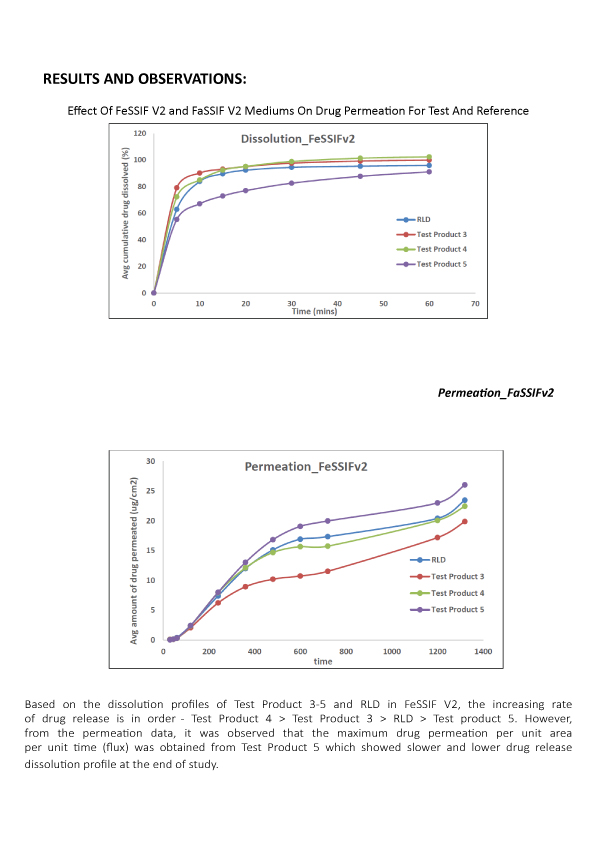 RESULTS AND OBSERVATIONS:
Effect Of FeSSIF V2 and FaSSIF V2 Mediums On Drug Permeation For Test And Reference
Dissolution_FeSSIFv2
Avg cumulative drug dissolved (%)
120
100
80
60
40
20
0
RLD
Test Product 3
Test Product 4
Test Product 5
0 10 20 30 40 50 60 70
Time (mins)
Permeation_FaSSIFv2
Permeation_FeSSIFv2
Avg amount of drug permeated (ug/cm2)
30
25
20
15
10
5
0
RLD
Test Product 3
Test Product 4
Test Product 5
0 200 400 600 800 1000 1200 1400
time
Based on the dissolution profiles of Test Product 3-5 and RLD in FeSSIF V2, the increasing rate
of drug release is in order - Test Product 4 > Test Product 3 > RLD > Test product 5. However,
from the permeation data, it was observed that the maximum drug permeation per unit area
per unit time (flux) was obtained from Test Product 5 which showed slower and lower drug release
dissolution profile at the end of study.